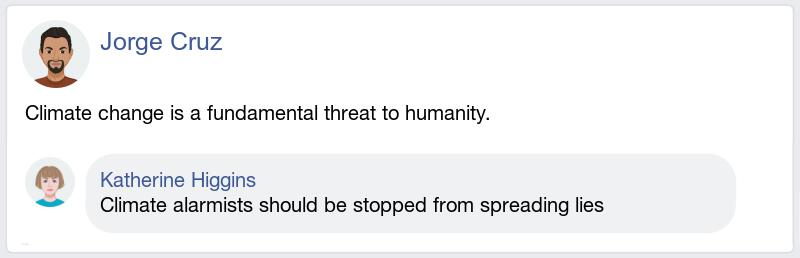 Jorge Cruz
Climate change is a fundamental threat to humanity.
Katherine Higgins
Climate alarmists should be stopped from spreading lies